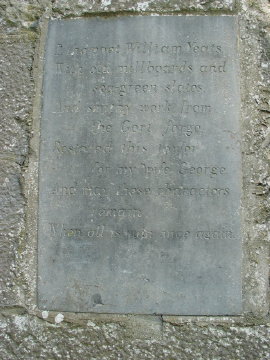 I the poet William Yeats
With old mill boards and
sea-green slates
And smithy work from
the Gort forge
Restored this tower
for my wife George
And may these characters
remain
When all is ruin once again